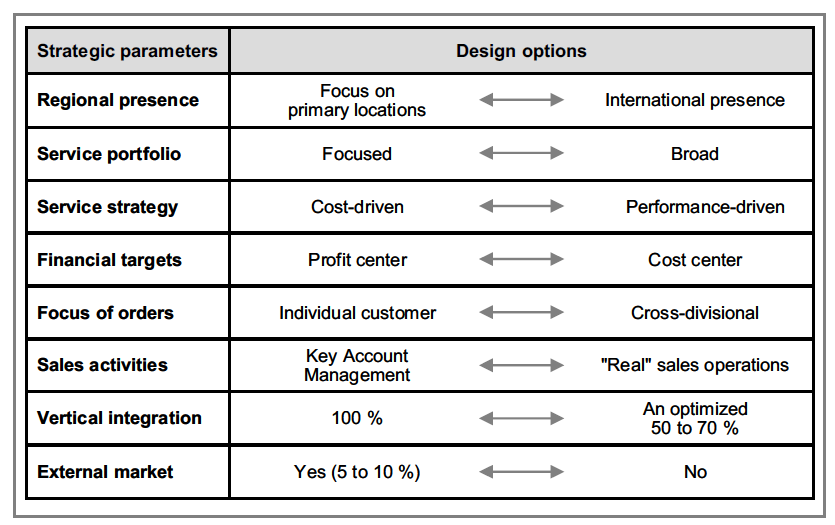 Strategic parameters Design options
Regional presence Focus on
primary locations International presence
Service portfolio Focused Broad
Service strategy Cost-driven Performance-driven
Financial targets Profit center Cost center
Focus of orders Individual customer Cross-divisional
Sales activities Key Account
Management "Real" sales operations
Vertical integration 100 % An optimized
50 to 70 %
External market Yes (5 to 10 %) No